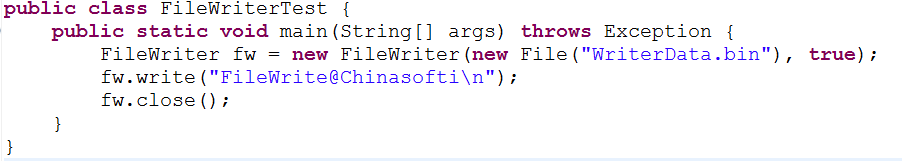 public class FileWriterTest {
    public static void main(String[] args) throws Exception {
        FileWriter fw = new FileWriter(new File("WriterData.bin"), true);
        fw.write("FileWrite@Chinasofti\n");
        fw.close();
    }
}